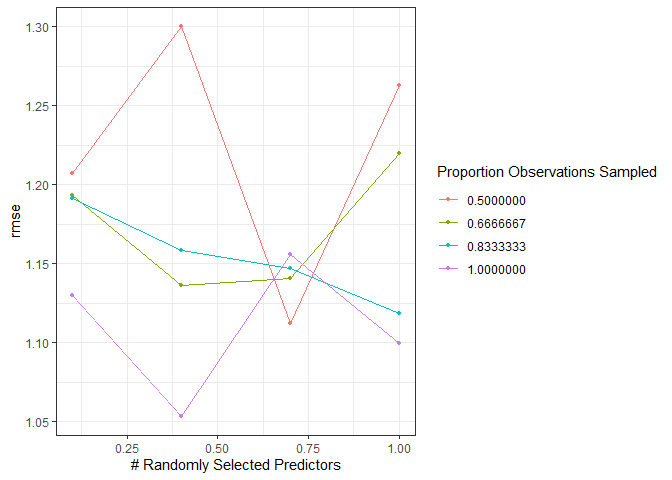 1.30
1.25
1.20
1.15
1.10
1.05
rmse
0.25 0.50 0.75 1.00
# Randomly Selected Predictors
Proportion Observations Sampled
0.5000000
0.6666667
0.8333333
1.0000000